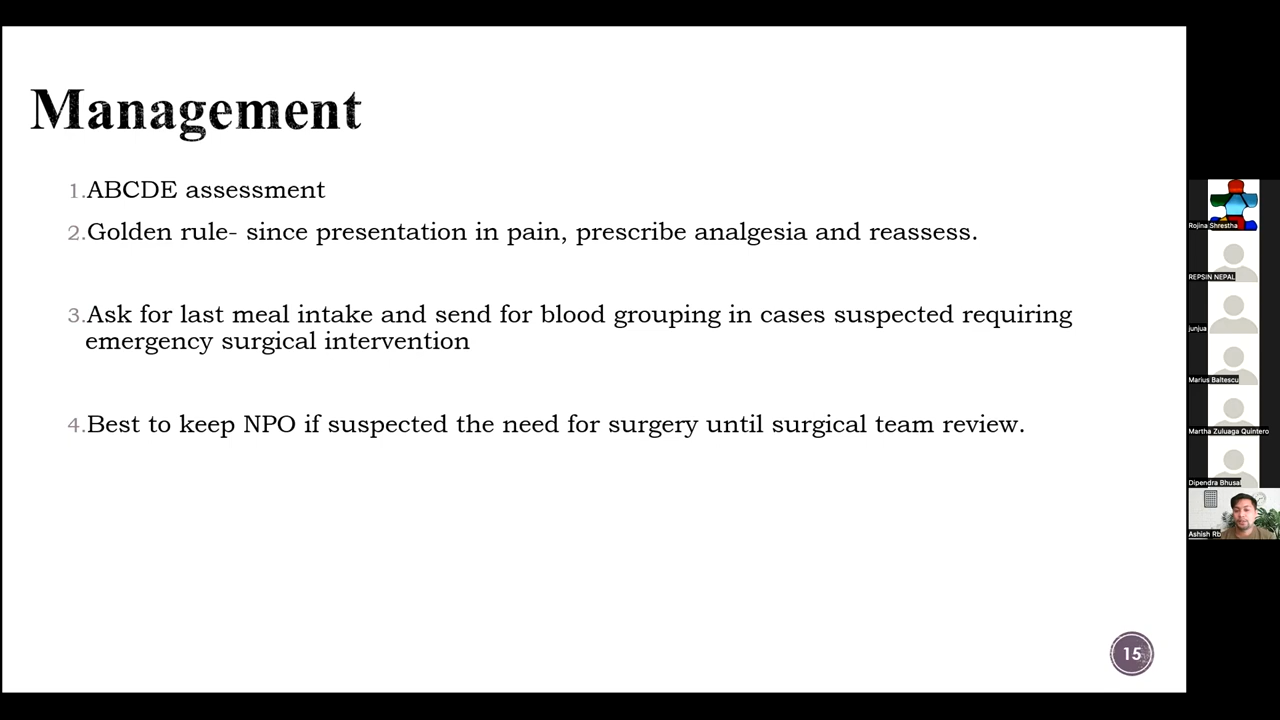 Management
1.ABCDE assessment
2.Golden rule- since presentation in pain, prescribe analgesia and reassess.
3.Ask for last meal intake and send for blood grouping in cases suspected requiring
emergency surgical intervention
4.Best to keep NPO if suspected the need for surgery until surgical team review.
15
Rojina Shrestha
REPSIN NEPAL
junjua
Marius Baltescu
Martha Zuluaga Quintero
Dipendra Bhusal
Ashish Rb